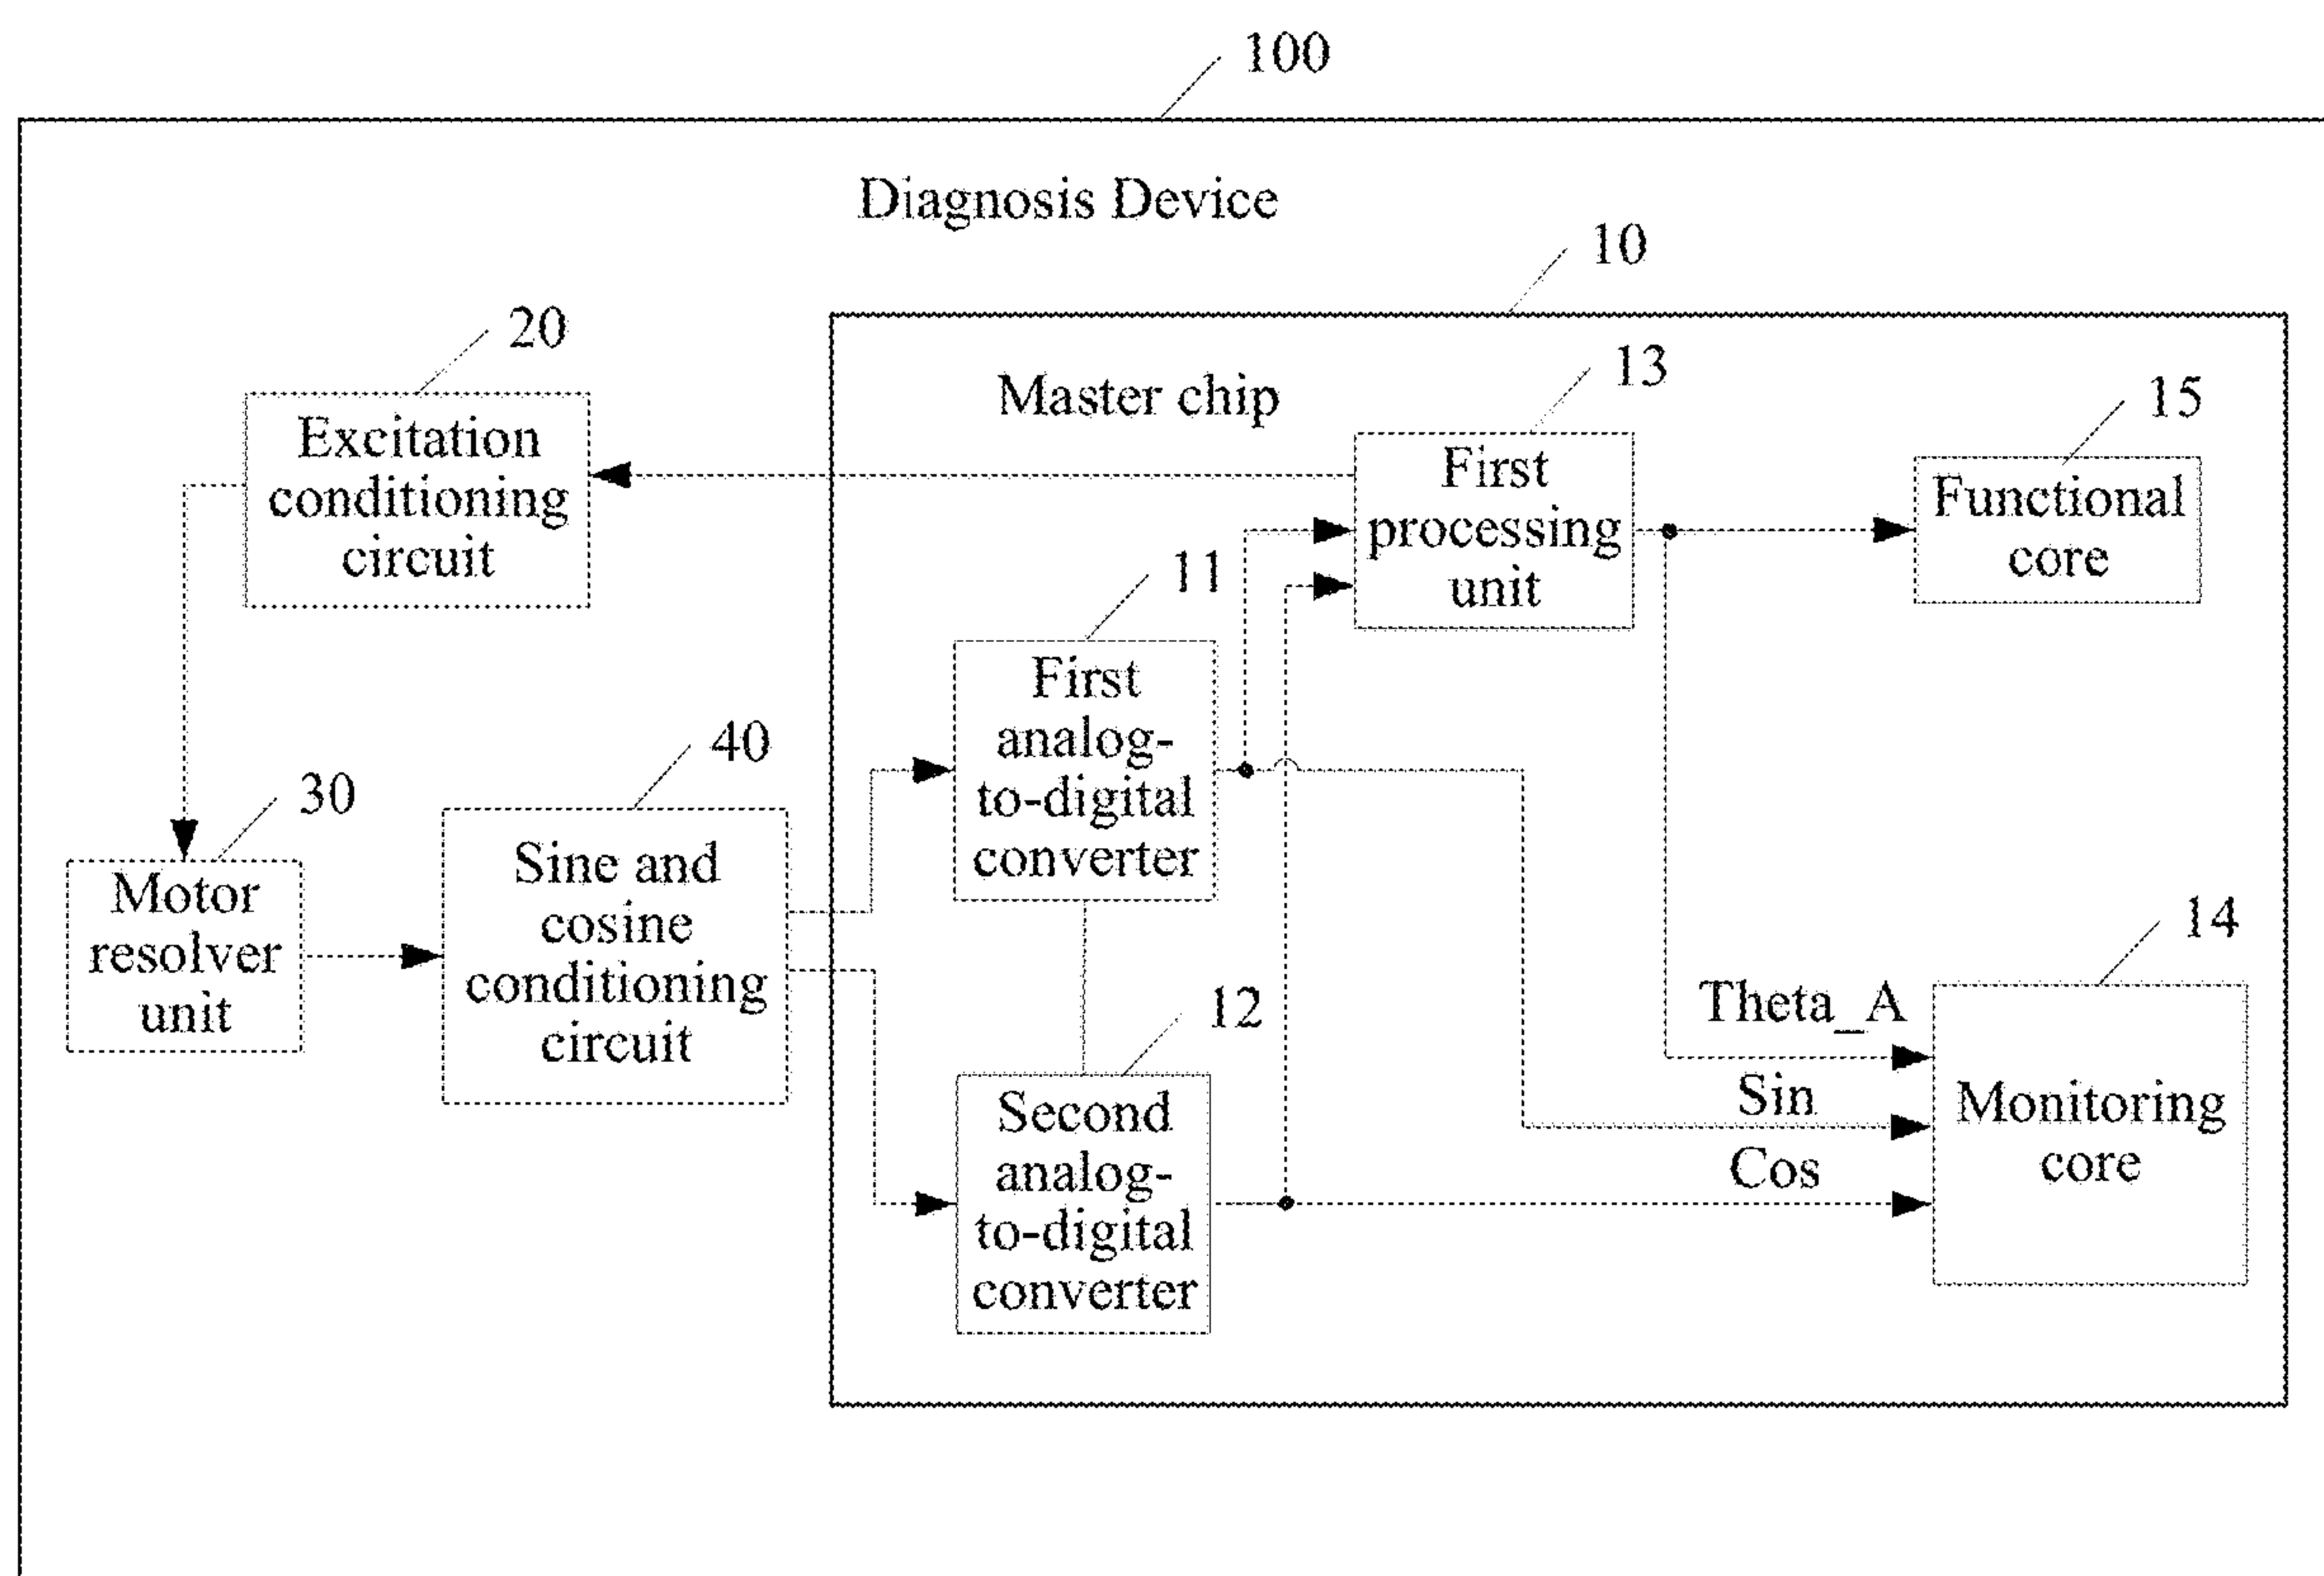 100
Diagnosis Device
10
20
Master chip
13
15
Excitation
conditioning
circuit
First
processing
unit
Functional
core
11
First
analog-
to-digital
converter
40
30
Motor
resolver
unit
Sine and
cosine
conditioning
circuit
14
12
Theta_A
Sin
Cos
Monitoring
core
Second
analog-
to-digital
converter